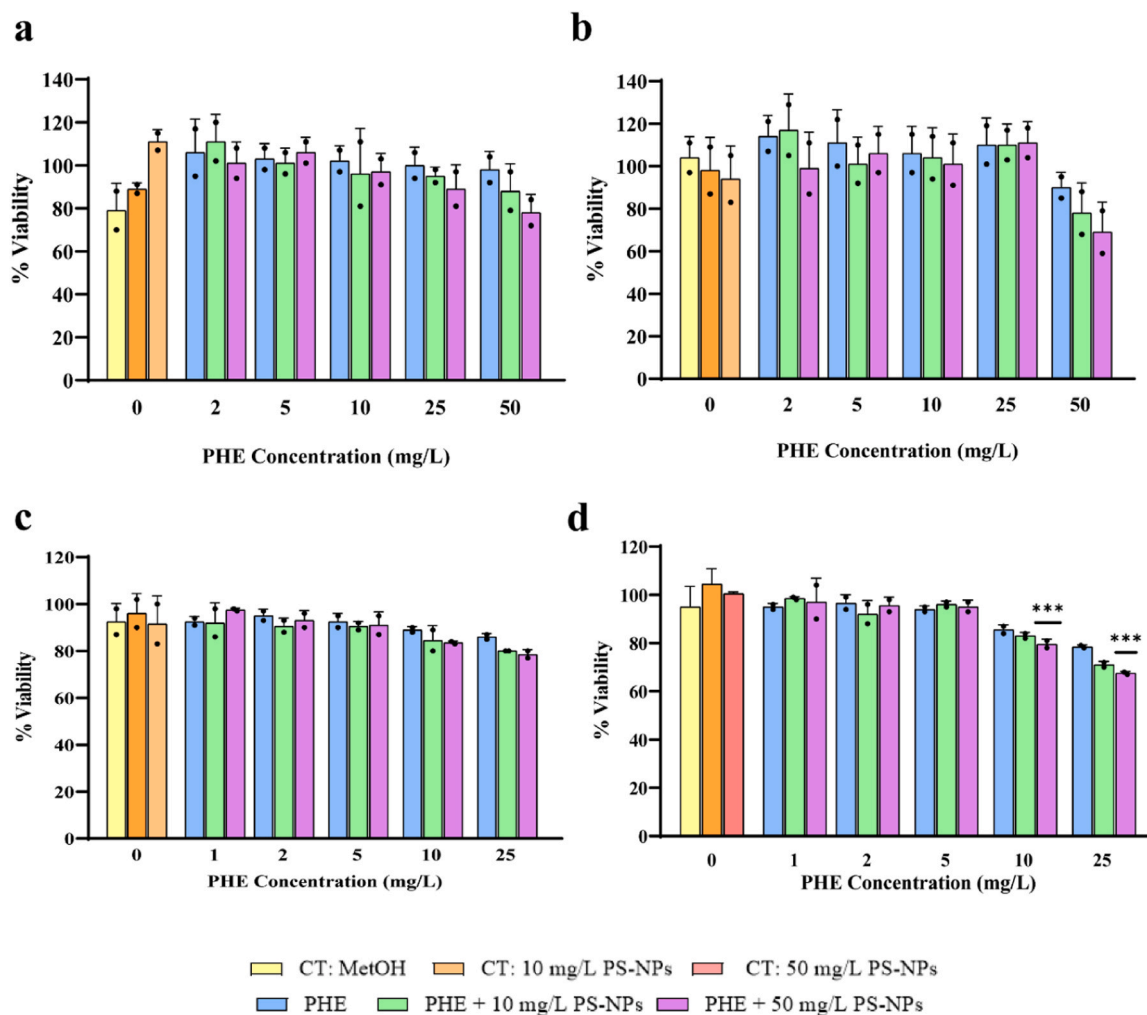 a
% Viability
140
120
100
80
60
40
20
0
0 2 5 10 25 50
PHE Concentration (mg/L)
b
% Viability
140
120
100
80
60
40
20
0
0 2 5 10 25 50
PHE Concentration (mg/L)
c
% Viability
120
100
80
60
40
20
0
0 1 2 5 10 25
PHE Concentration (mg/L)
d
% Viability
120
100
80
60
40
20
0
*** ***
0 1 2 5 10 25
PHE Concentration (mg/L)
CT: MetOH CT: 10 mg/L PS-NPs CT: 50 mg/L PS-NPs
PHE PHE + 10 mg/L PS-NPs PHE + 50 mg/L PS-NPs